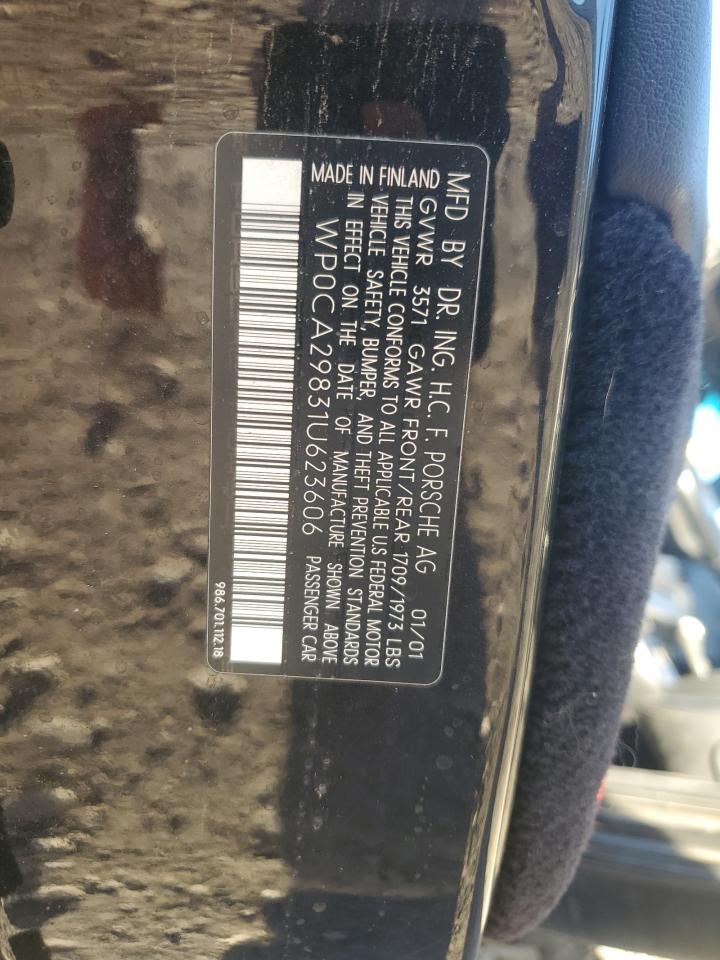 MFD BY DR. ING. H.C. F. PORSCHE AG 01/01
GVWR 3571 GAWR FRONT/REAR 1709/1973 LBS
THIS VEHICLE CONFORMS TO ALL APPLICABLE US FEDERAL MOTOR
VEHICLE SAFETY, BUMPER, AND THEFT PREVENTION STANDARDS
IN EFFECT ON THE DATE OF MANUFACTURE SHOWN ABOVE
MADE IN FINLAND WP0CA29831U623606 PASSENGER CAR
986.701.112.18